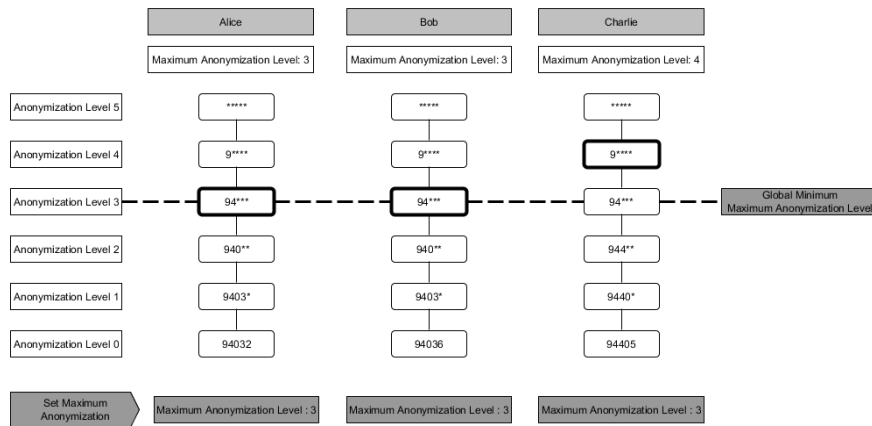 Alice
Bob
Charlie
Maximum Anonymization Level: 3
Maximum Anonymization Level: 3
Maximum Anonymization Level: 4
Anonymization Level 5
*****
*****
*****
Anonymization Level 4
9****
9****
9****
Anonymization Level 3
94***
94***
94***
Global Minimum
Maximum Anonymization Level
Anonymization Level 2
940**
940**
944**
Anonymization Level 1
9403*
9403*
9440*
Anonymization Level 0
94032
94036
94405
Set Maximum
Anonymization
Maximum Anonymization Level : 3
Maximum Anonymization Level : 3
Maximum Anonymization Level : 3